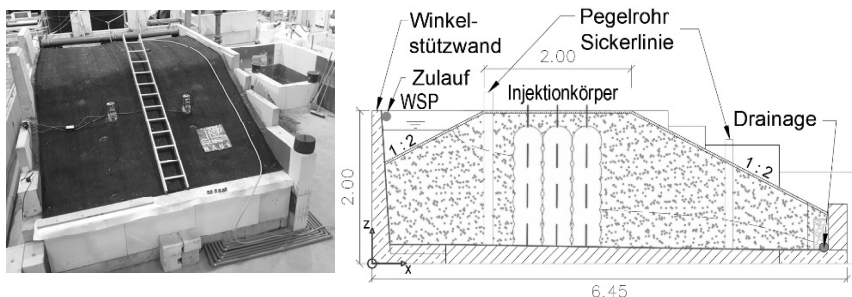 Winkel-
stützwand
Zulauf
WSP
Pegelrohr
Sickerlinie
2.00
Injektionkörper
Drainage
1:2
1:2
2.00
z
x
6.45